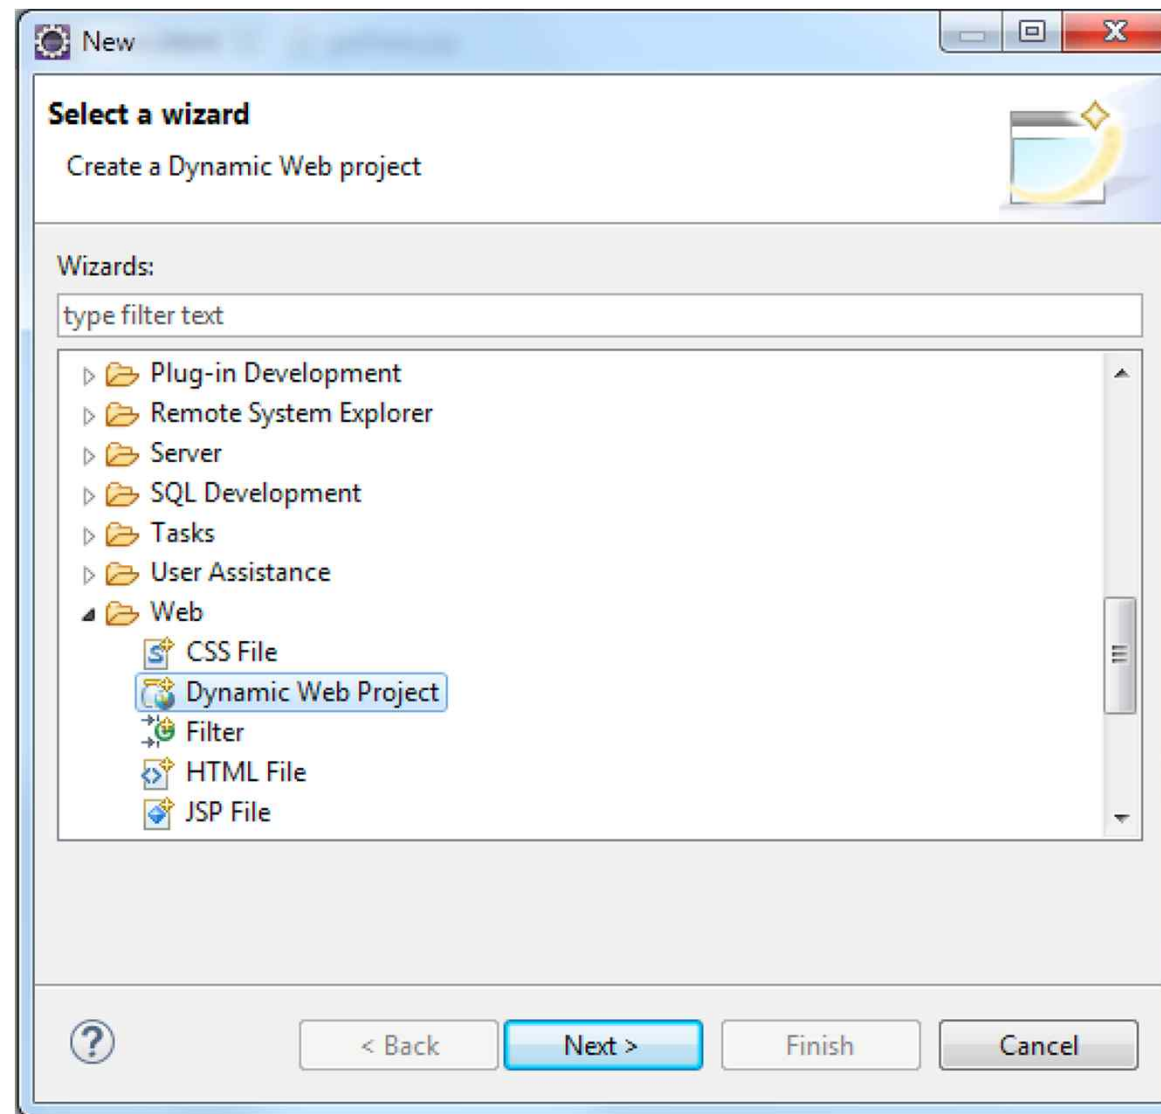 New
Select a wizard
Create a Dynamic Web project
Wizards:
type filter text
Plug-in Development
Remote System Explorer
Server
SQL Development
Tasks
User Assistance
Web
CSS File
Dynamic Web Project
Filter
HTML File
JSP File
? < Back Next > Finish Cancel